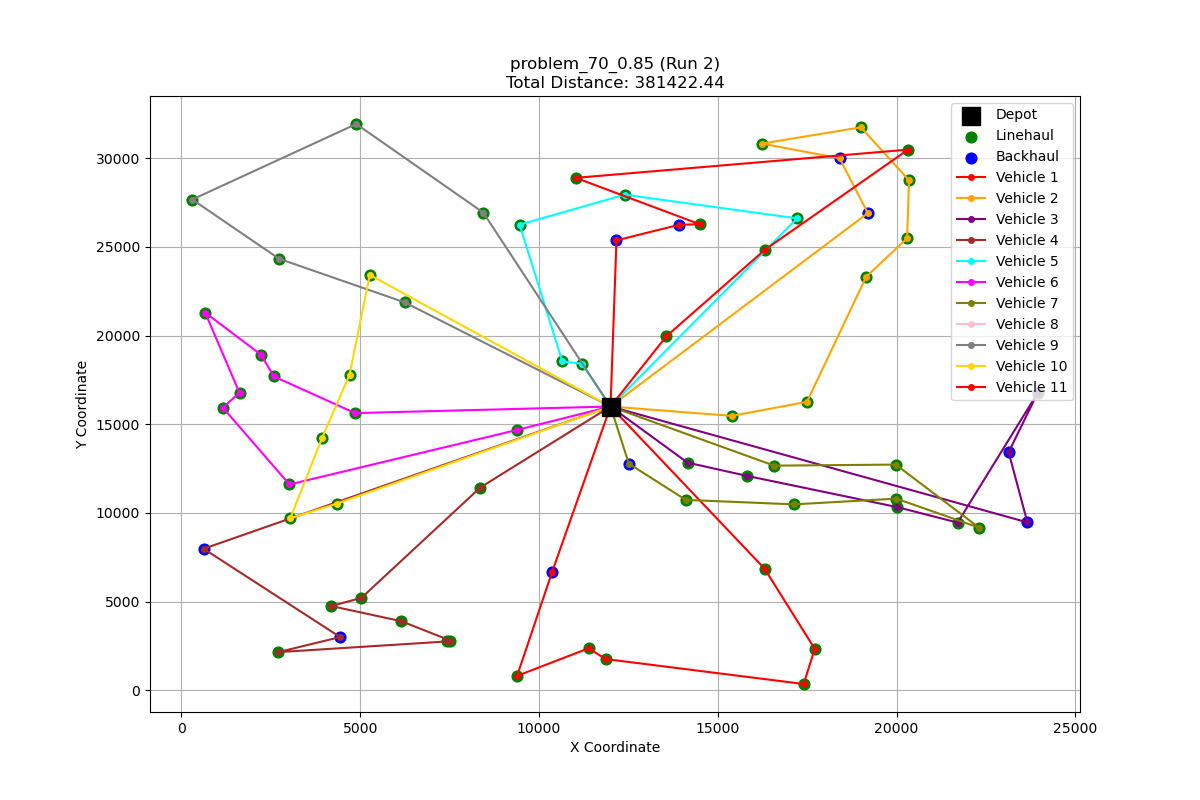 problem_70_0.85 (Run 2)
Total Distance: 381422.44
Depot
Linehaul
Backhaul
Vehicle 1
Vehicle 2
Vehicle 3
Vehicle 4
Vehicle 5
Vehicle 6
Vehicle 7
Vehicle 8
Vehicle 9
Vehicle 10
Vehicle 11
30000
25000
20000
15000
10000
5000
0
Y Coordinate
0 5000 10000 15000 20000 25000
X Coordinate